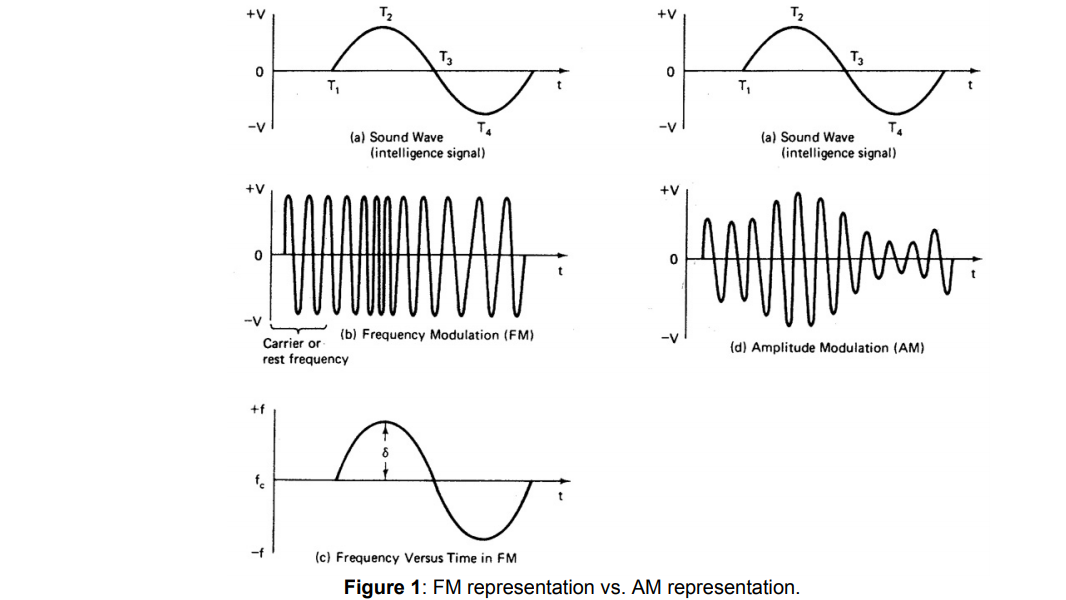 +V
T₂
T₃
0
T₁
t
−V
T₄
(a) Sound Wave
(intelligence signal)
+V
T₂
T₃
0
T₁
t
−V
T₄
(a) Sound Wave
(intelligence signal)
+V
0
t
−V
(b) Frequency Modulation (FM)
Carrier or
rest frequency
+V
0
t
−V
(d) Amplitude Modulation (AM)
+f
δ
f꜀
t
−f
(c) Frequency Versus Time in FM
Figure 1: FM representation vs. AM representation.